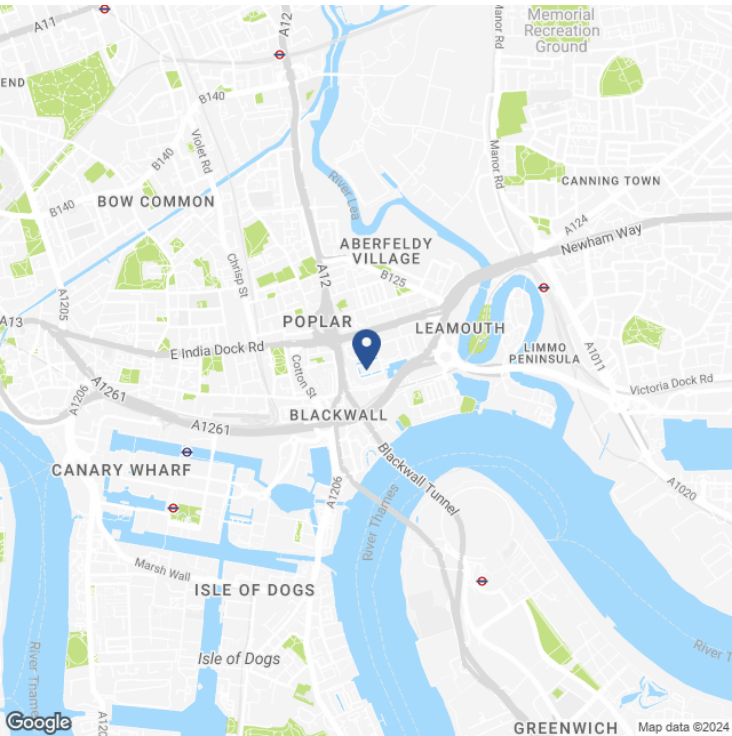 A11
A12
Memorial
Recreation
Ground
Manor Rd
END
B140
Violet Rd
B140
Manor Rd
River Lea
CANNING TOWN
BOW COMMON
B140
A124
Newham Way
ABERFELDY
VILLAGE
Chrisp St
A12
B125
A1205
A13
POPLAR
LEAMOUTH
E India Dock Rd
LIMMO
PENINSULA
A1011
Cotton St
Victoria Dock Rd
A1206
A1261
BLACKWALL
A1261
CANARY WHARF
Blackwall Tunnel
A1206
River Thames
A1020
Marsh Wall
ISLE OF DOGS
Isle of Dogs
River Thames
River T
A120
Google
GREENWICH
Map data ©2024